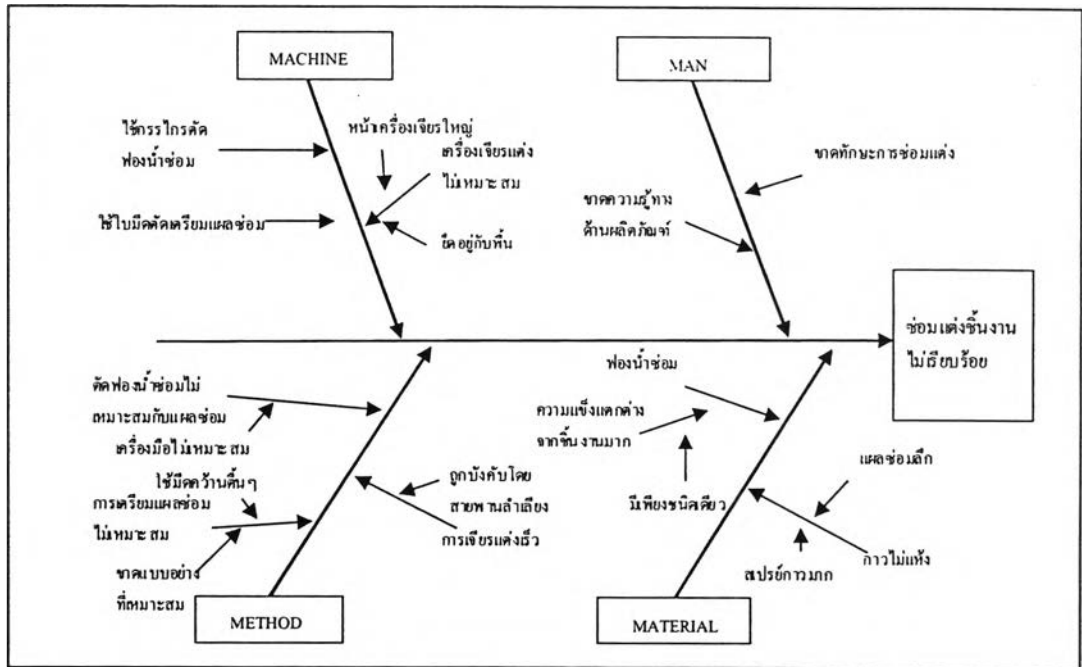 MACHINE
MAN
ใช้กรรไกรตัด
ฟองน้ำซ่อม
หน้าเครื่องเจียรใหญ่
เครื่องเจียรแต่ง
ไม่เหมาะสม
ใช้ใบมีดตัดเตรียมแผลซ่อม
ยึดอยู่กับพื้น
ขาดทักษะการซ่อมแต่ง
ขาดความรู้ทาง
ด้านผลิตภัณฑ์
ซ่อมแต่งชิ้นงาน
ไม่เรียบร้อย
ตัดฟองน้ำซ่อมไม่
เหมาะสมกับแผลซ่อม
เครื่องมือไม่เหมาะสม
ใช้มีดคว้านตื้นๆ
การเตรียมแผลซ่อม
ไม่เหมาะสม
ขาดแบบอย่าง
ที่เหมาะสม
ถูกบังคับโดย
สายพานลำเลียง
การเจียรแต่งเร็ว
ฟองน้ำซ่อม
ความแข็งแตกต่าง
จากชิ้นงานมาก
มีเพียงชนิดเดียว
แผลซ่อมลึก
สเปรย์กาวมาก
กาวไม่แห้ง
METHOD
MATERIAL